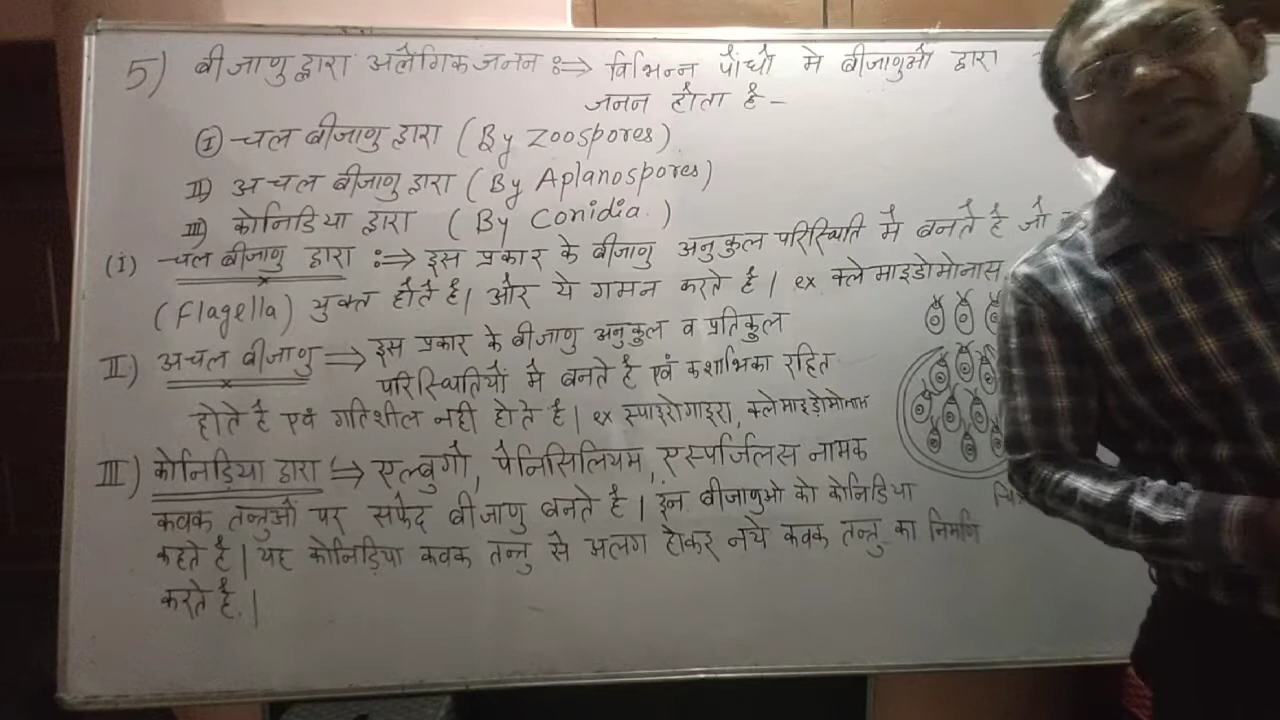 5) बीजाणु द्वारा अलैंगिक जनन :⇒ विभिन्न पौधौ मे बीजाणुओ द्वारा
जनन होता है -
(I) चल बीजाणु द्वारा (By Zoospores)
II) अचल बीजाणु द्वारा (By Aplanospores)
III) कोनिडिया द्वारा (By Conidia.)
(i) चल बीजाणु द्वारा :⇒ इस प्रकार के बीजाणु अनुकुल परिस्थिति मै बनते है जो
(Flagella) युक्त होते है। और ये गमन करते है। ex. क्लेमाइडोमोनास.
II) अचल बीजाणु ⇒ इस प्रकार के बीजाणु अनुकुल व प्रतिकुल
परिस्थितियों मै बनते है एवं कशाभिका रहित
होते है एवं गतिशील नही होते है। ex स्पाइरोगाइरा, क्लेमाइडोमोनास
III) कोनिडिया द्वारा ↳ एल्बुगो, पैनिसिलियम, एस्पर्जिलस नामक
कवक तन्तुओं पर सफेद बीजाणु बनते है। इन बीजाणुओ को कोनिडिया
कहते है। यह कोनिडिया कवक तन्तु से अलग होकर नये कवक तन्तु का निर्माण
करते है.।